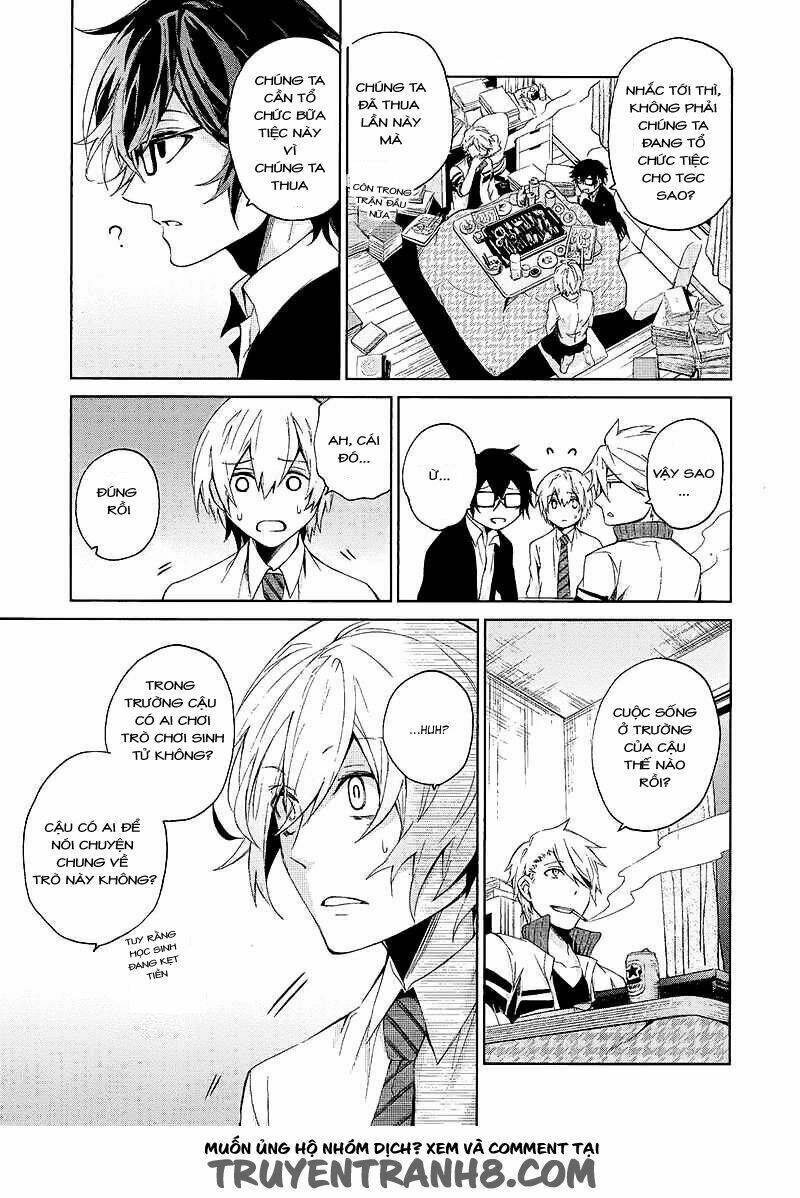 NHẮC TỚI THÌ,
KHÔNG PHẢI
CHÚNG TA
ĐANG TỔ
CHỨC TIỆC
CHO TGC
SAO?
CHÚNG TA
ĐÃ THUA
LẦN NÀY
MÀ
CÒN TRONG
TRẬN ĐẦU
NỮA
CHÚNG TA
CẦN TỔ
CHỨC BỮA
TIỆC NÀY
VÌ
CHÚNG TA
THUA
?
VẬY SAO
...
Ừ...
AH, CÁI
ĐÓ...
ĐÚNG
RỒI
CUỘC SỐNG
Ở TRƯỜNG
CỦA CẬU
THẾ NÀO
RỒI?
...HUH?
TRONG
TRƯỜNG CẬU
CÓ AI CHƠI
TRÒ CHƠI SINH
TỬ KHÔNG?
CẬU CÓ AI ĐỂ
NÓI CHUYỆN
CHUNG VỀ
TRÒ NÀY KHÔNG?
TUY RẰNG
HỌC SINH
ĐANG KẸT
TIỀN
MUỐN ỦNG HỘ NHÓM DỊCH? XEM VÀ COMMENT TẠI
TRUYENTRANH8.COM